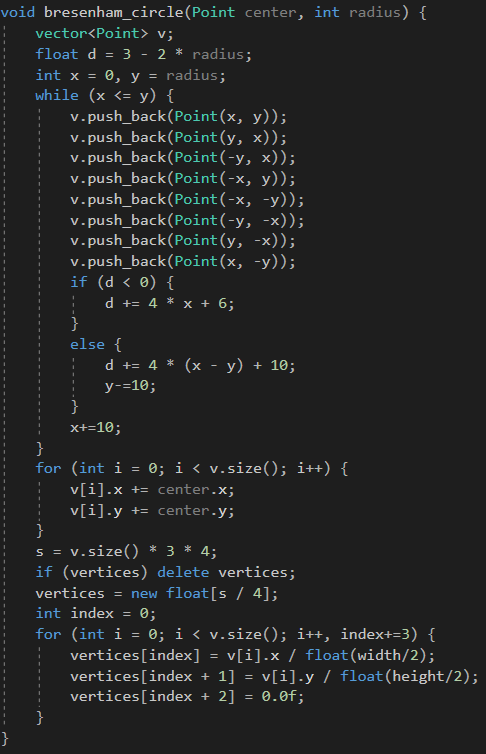 void bresenham_circle(Point center, int radius) {
    vector<Point> v;
    float d = 3 - 2 * radius;
    int x = 0, y = radius;
    while (x <= y) {
        v.push_back(Point(x, y));
        v.push_back(Point(y, x));
        v.push_back(Point(-y, x));
        v.push_back(Point(-x, y));
        v.push_back(Point(-x, -y));
        v.push_back(Point(-y, -x));
        v.push_back(Point(y, -x));
        v.push_back(Point(x, -y));
        if (d < 0) {
            d += 4 * x + 6;
        }
        else {
            d += 4 * (x - y) + 10;
            y-=10;
        }
        x+=10;
    }
    for (int i = 0; i < v.size(); i++) {
        v[i].x += center.x;
        v[i].y += center.y;
    }
    s = v.size() * 3 * 4;
    if (vertices) delete vertices;
    vertices = new float[s / 4];
    int index = 0;
    for (int i = 0; i < v.size(); i++, index+=3) {
        vertices[index] = v[i].x / float(width/2);
        vertices[index + 1] = v[i].y / float(height/2);
        vertices[index + 2] = 0.0f;
    }
}